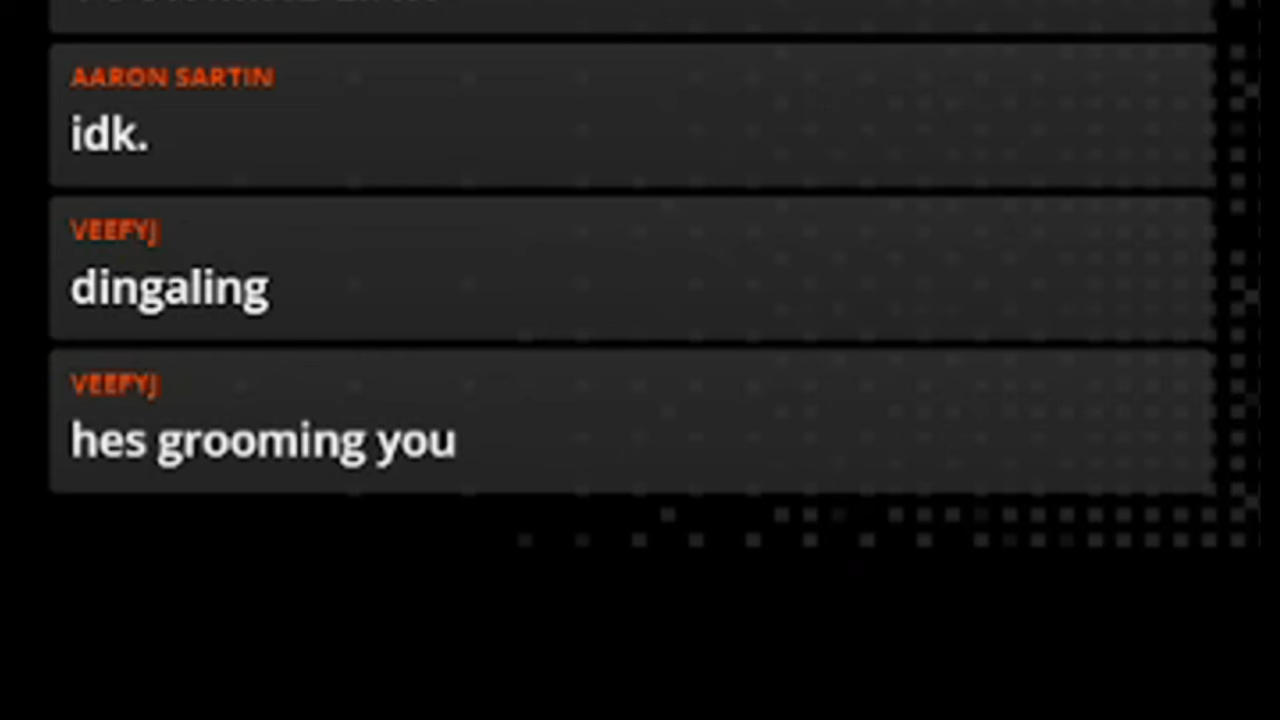 AARON SARTIN
idk.
VEEFYJ
dingaling
VEEFYJ
hes grooming you